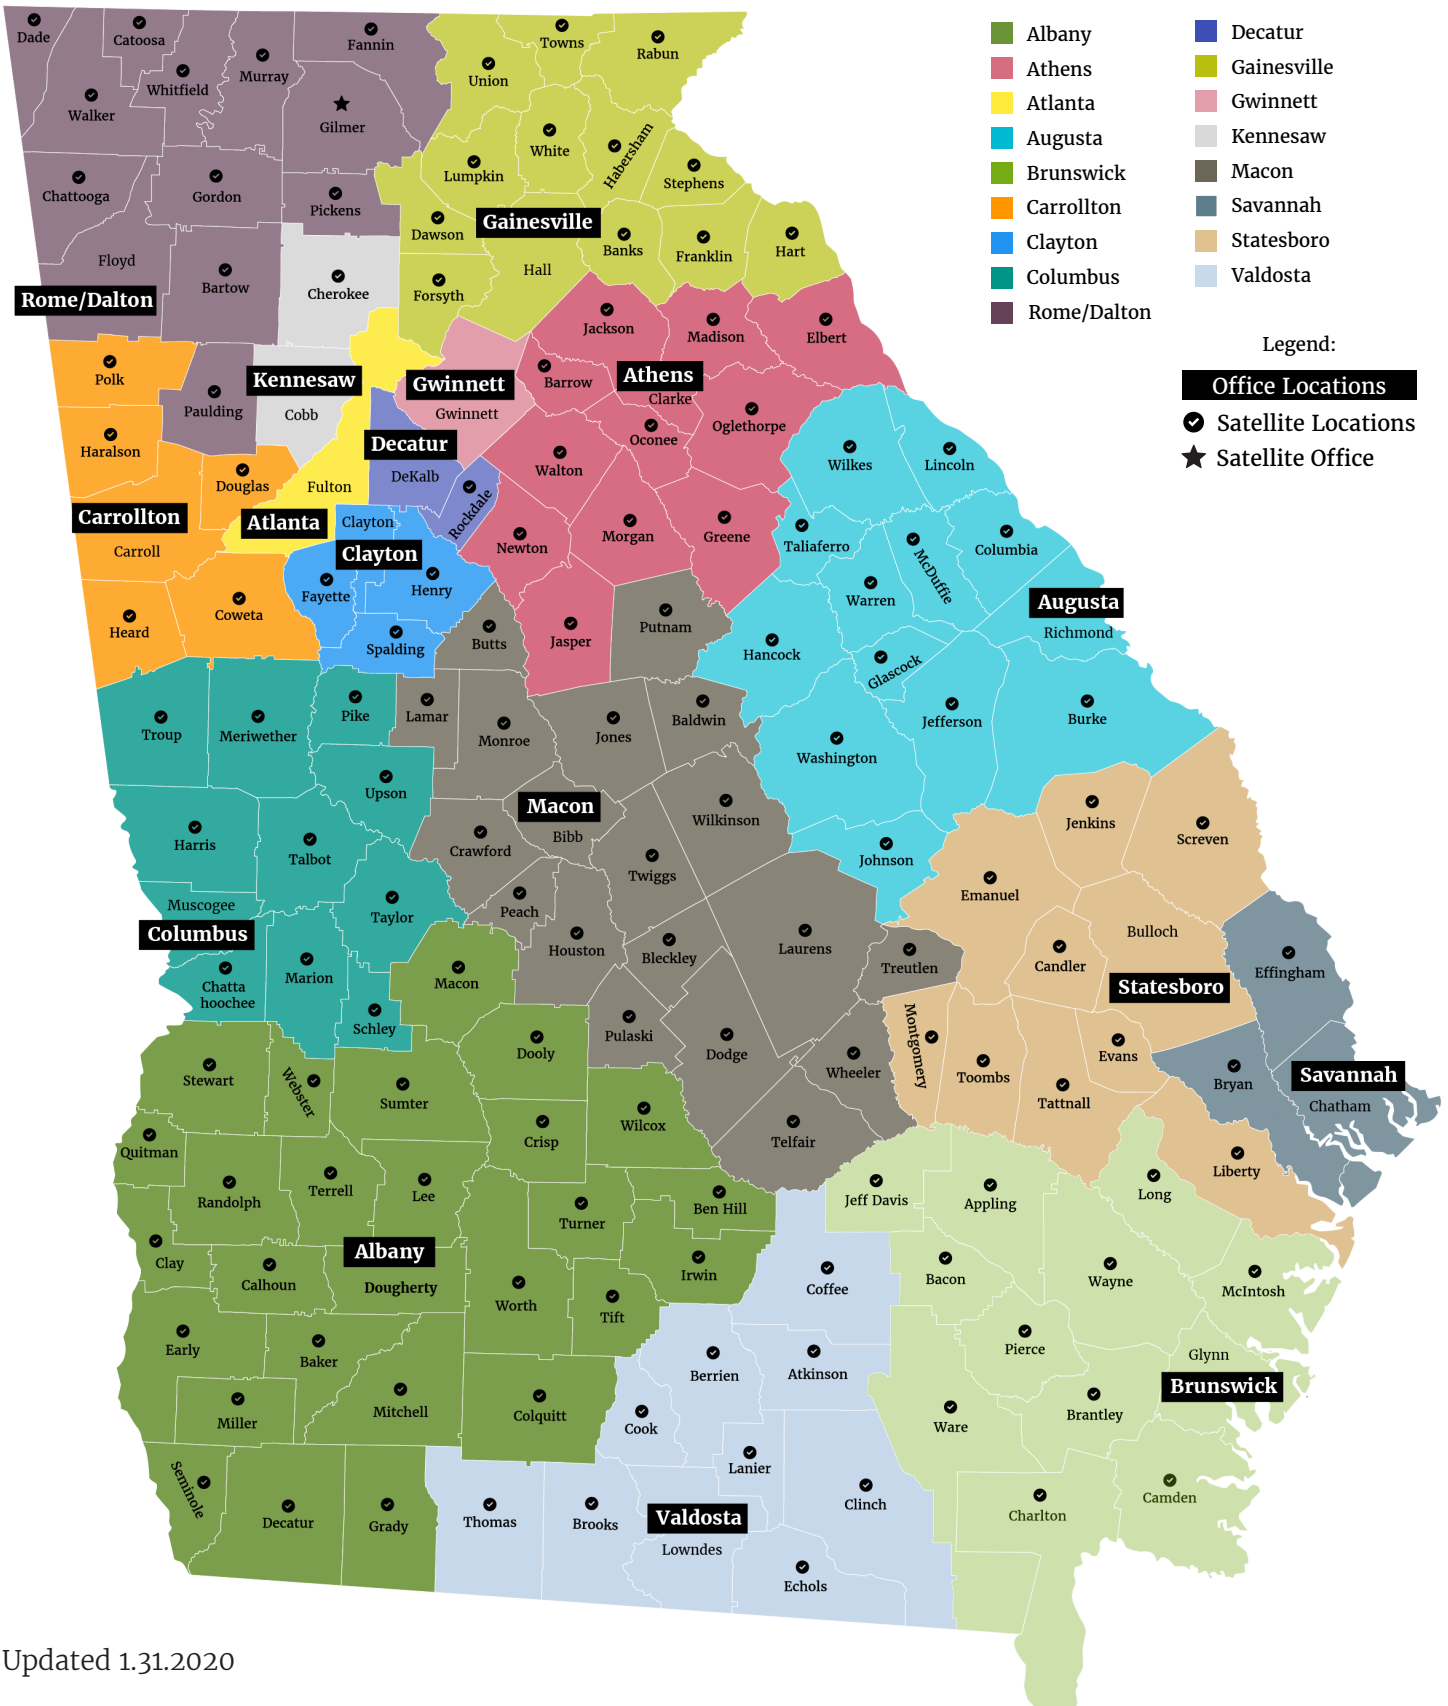 Dade
Catoosa
Fannin
Towns
Rabun
Whitfield
Murray
Union
Walker
Gilmer
White
Habersham
Lumpkin
Stephens
Chattooga
Gordon
Pickens
Dawson
Gainesville
Banks
Franklin
Hart
Floyd
Rome/Dalton
Bartow
Cherokee
Forsyth
Hall
Jackson
Madison
Elbert
Polk
Kennesaw
Gwinnett
Gwinnett
Barrow
Athens
Clarke
Paulding
Cobb
Oconee
Oglethorpe
Haralson
Decatur
DeKalb
Rockdale
Walton
Wilkes
Lincoln
Douglas
Fulton
Carrollton
Carroll
Atlanta
Clayton
Clayton
Newton
Morgan
Greene
Taliaferro
McDuffie
Columbia
Heard
Coweta
Fayette
Henry
Spalding
Butts
Jasper
Putnam
Hancock
Warren
Glascock
Augusta
Richmond
Troup
Meriwether
Pike
Lamar
Monroe
Jones
Baldwin
Washington
Jefferson
Burke
Upson
Macon
Bibb
Wilkinson
Harris
Talbot
Crawford
Twiggs
Johnson
Jenkins
Screven
Muscogee
Columbus
Taylor
Peach
Houston
Bleckley
Laurens
Treutlen
Emanuel
Candler
Bulloch
Statesboro
Effingham
Chatta
hoochee
Marion
Schley
Macon
Dooly
Pulaski
Dodge
Wheeler
Montgomery
Toombs
Tattnall
Evans
Bryan
Savannah
Chatham
Stewart
Webster
Sumter
Crisp
Wilcox
Telfair
Liberty
Quitman
Randolph
Terrell
Lee
Turner
Ben Hill
Jeff Davis
Appling
Long
Clay
Calhoun
Albany
Dougherty
Worth
Tift
Irwin
Coffee
Bacon
Wayne
McIntosh
Early
Baker
Miller
Mitchell
Colquitt
Berrien
Cook
Atkinson
Pierce
Glynn
Brunswick
Ware
Brantley
Seminole
Decatur
Grady
Thomas
Brooks
Valdosta
Lowndes
Lanier
Clinch
Echols
Charlton
Camden
Albany
Athens
Atlanta
Augusta
Brunswick
Carrollton
Clayton
Columbus
Rome/Dalton
Decatur
Gainesville
Gwinnett
Kennesaw
Macon
Savannah
Statesboro
Valdosta
Legend:
Office Locations
Satellite Locations
Satellite Office
Updated 1.31.2020